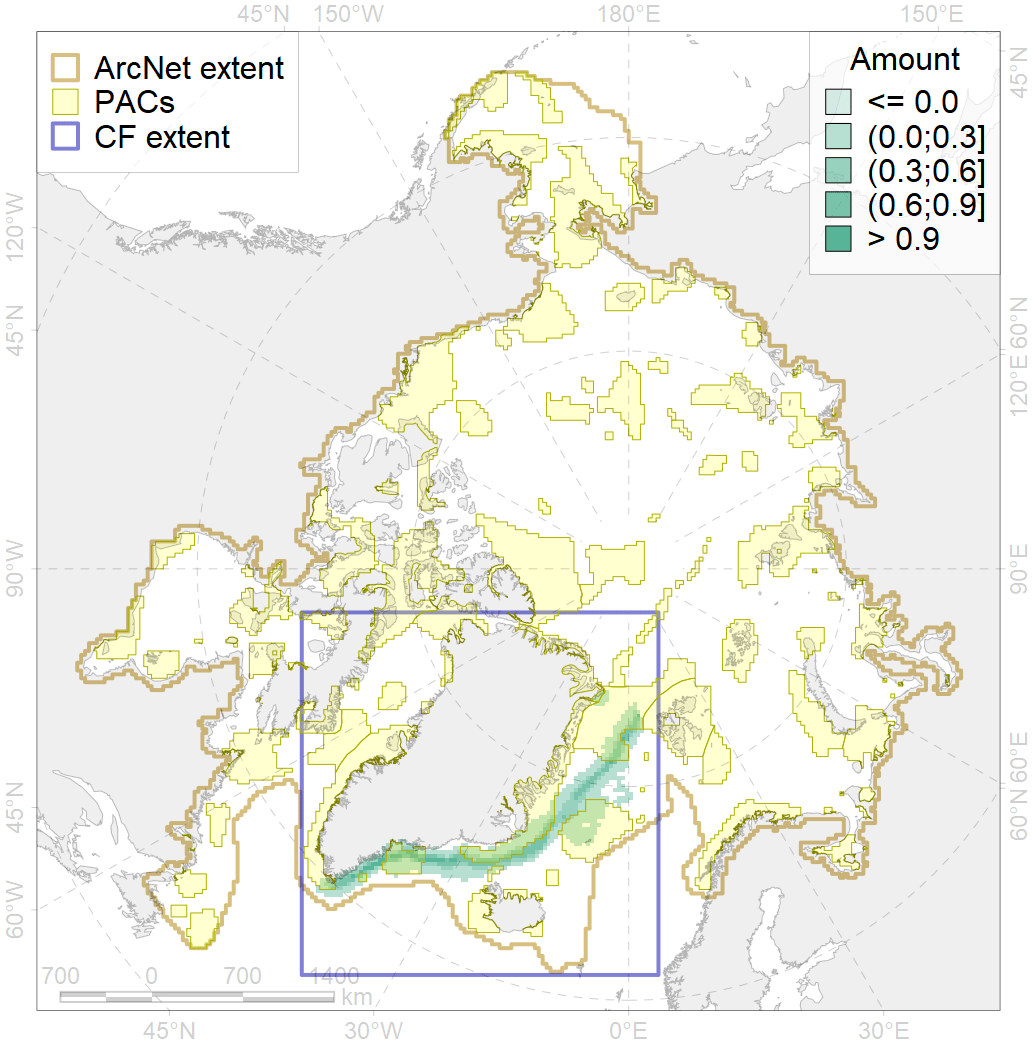 45°N 150°W 180°E 150°E
ArcNet extent
PACs
CF extent
Amount
<= 0.0
(0.0;0.3]
(0.3;0.6]
(0.6;0.9]
> 0.9
45°N
120°W
45°N
60°N
120°E
90°W
90°E
45°N
60°N
60°W
60°E
700 0 700 1400
km
45°N 30°W 0°E 30°E